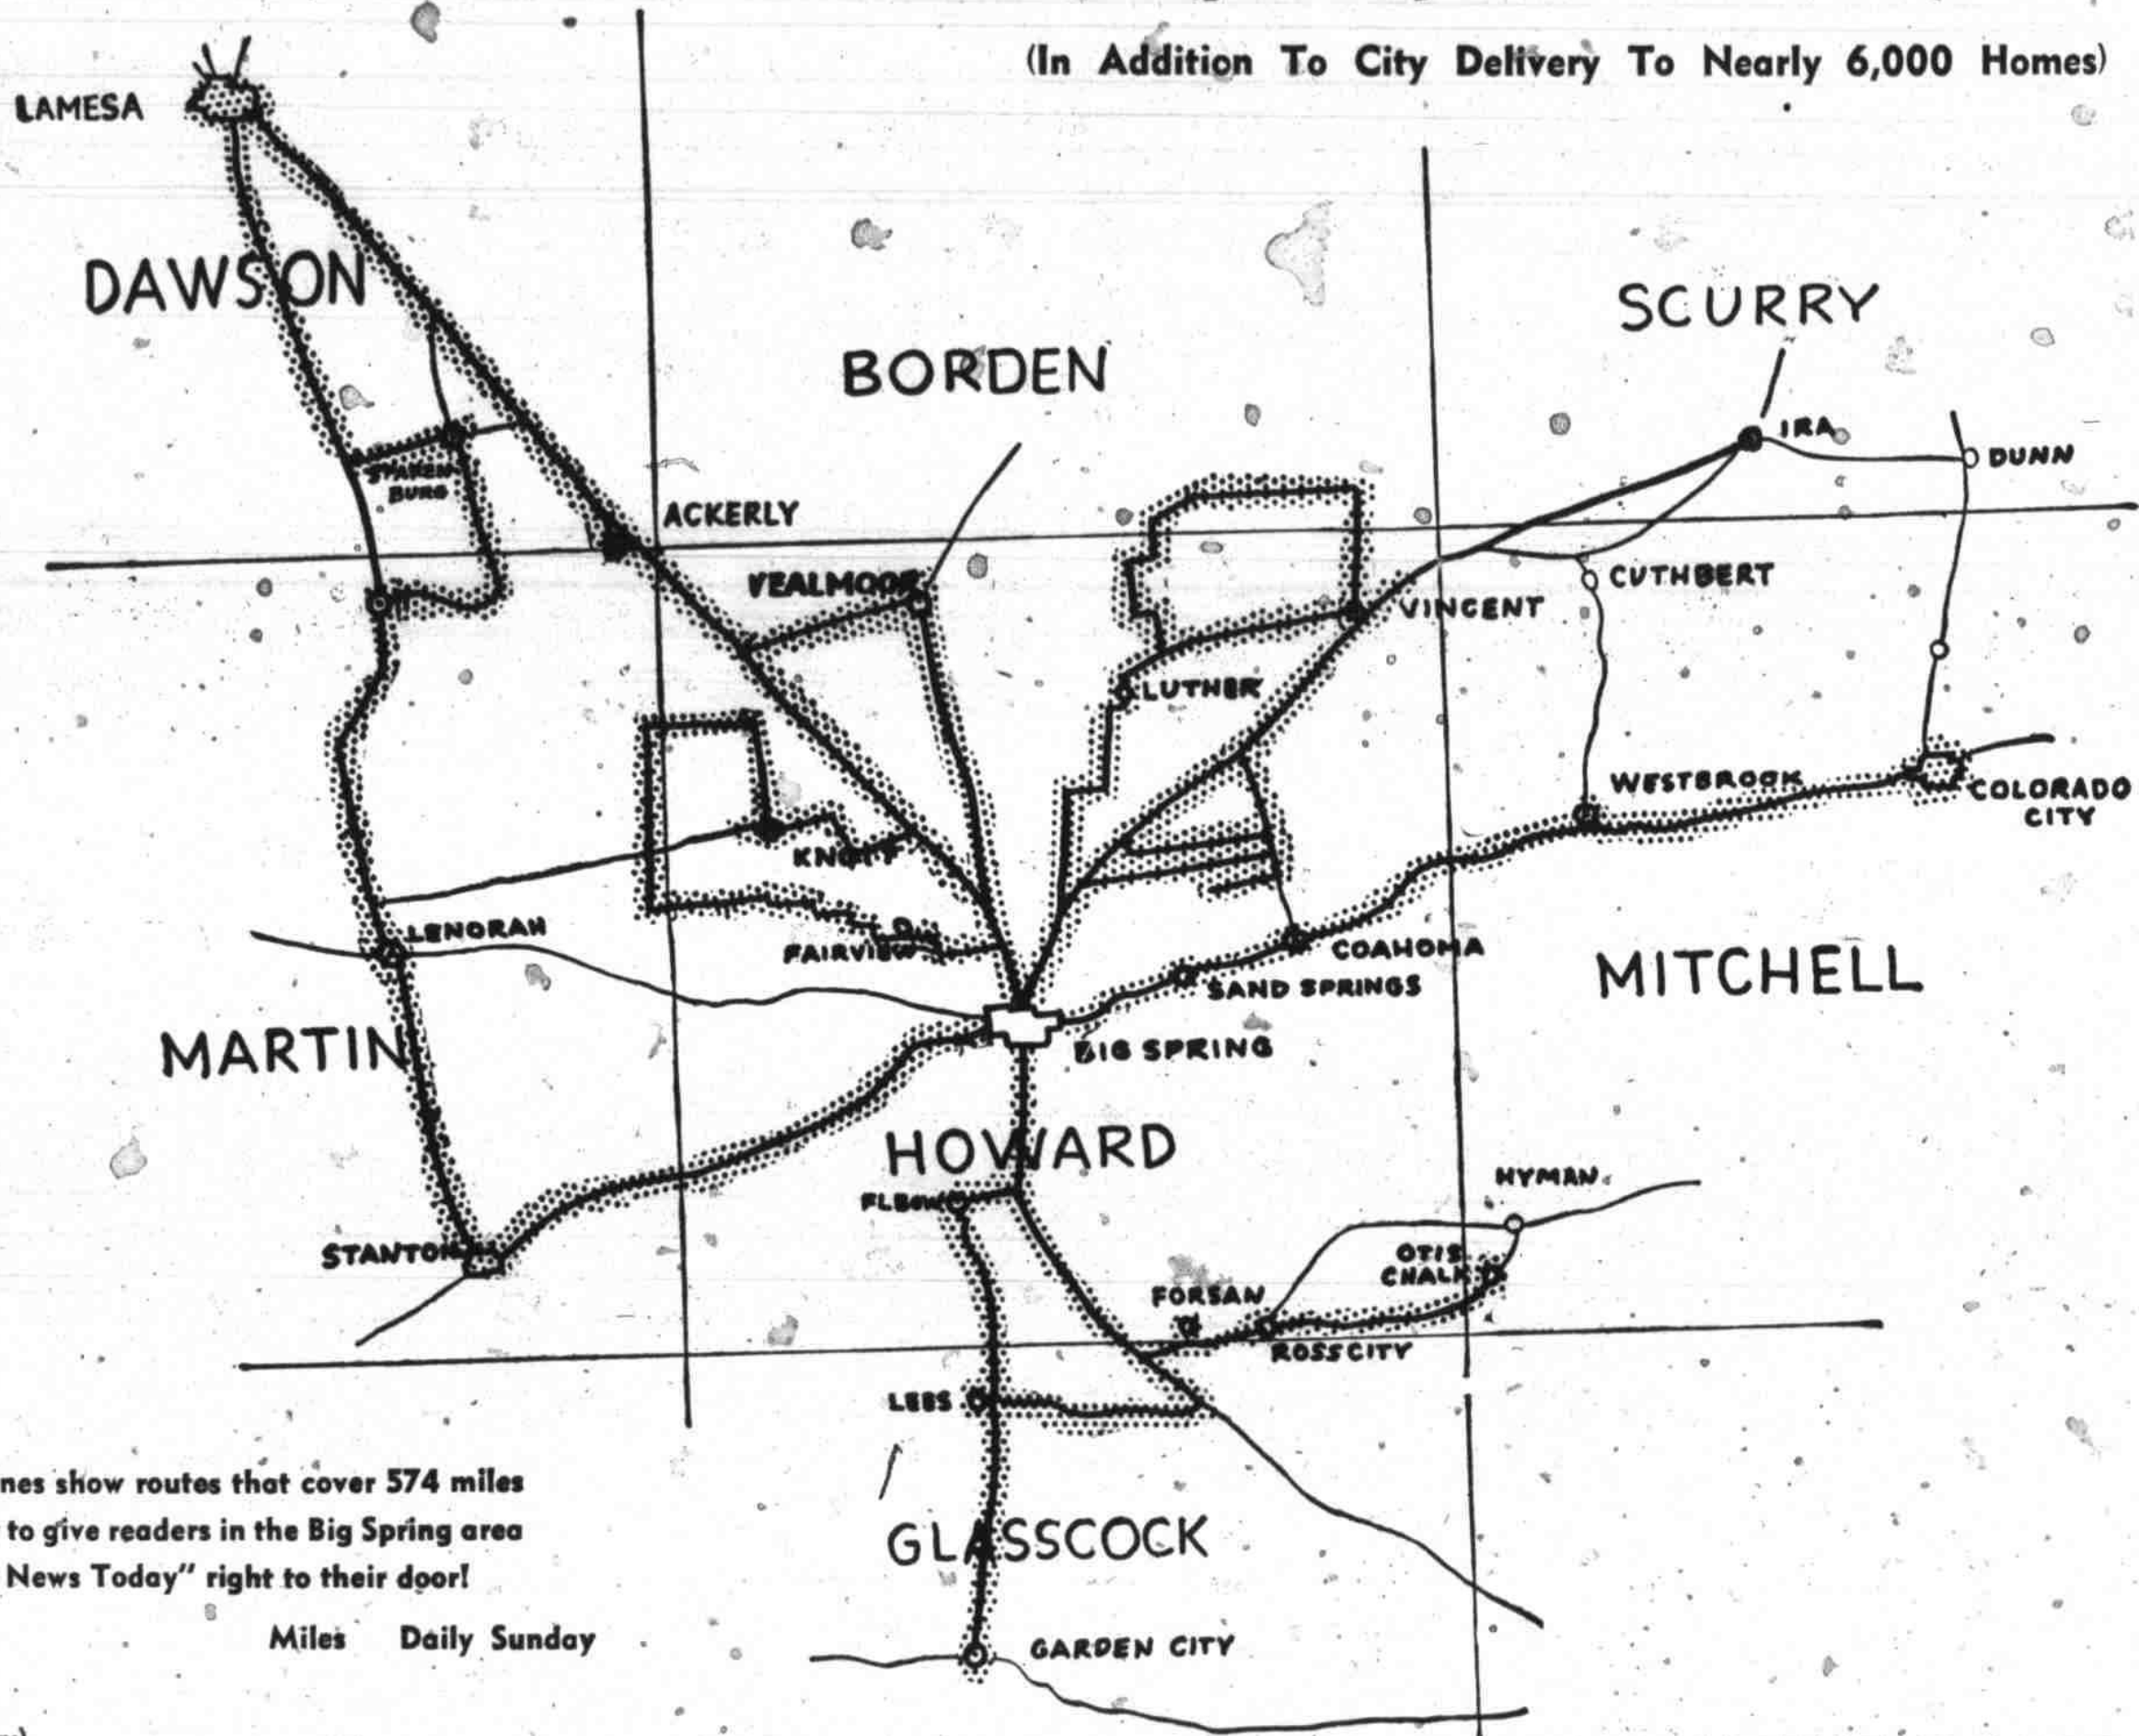 (In Addition To City Delivery To Nearly 6,000 Homes)
LAMESA
DAWSON
BORDEN
SCURRY
IRA
DUNN
SPAREN
BURG
ACKERLY
VEALMOOR
CUTHBERT
VINCENT
LUTHER
WESTBROOK
COLORADO
CITY
KNOTT
LENORAH
FAIRVIEW
COAHOMA
SAND SPRINGS
MITCHELL
MARTIN
BIG SPRING
HOWARD
HYMAN
ELBOW
STANTON
OTIS
CHALK
FORSAN
ROSS CITY
LEES
nes show routes that cover 574 miles
to give readers in the Big Spring area
News Today" right to their door!
GLASSCOCK
Miles Daily Sunday
GARDEN CITY